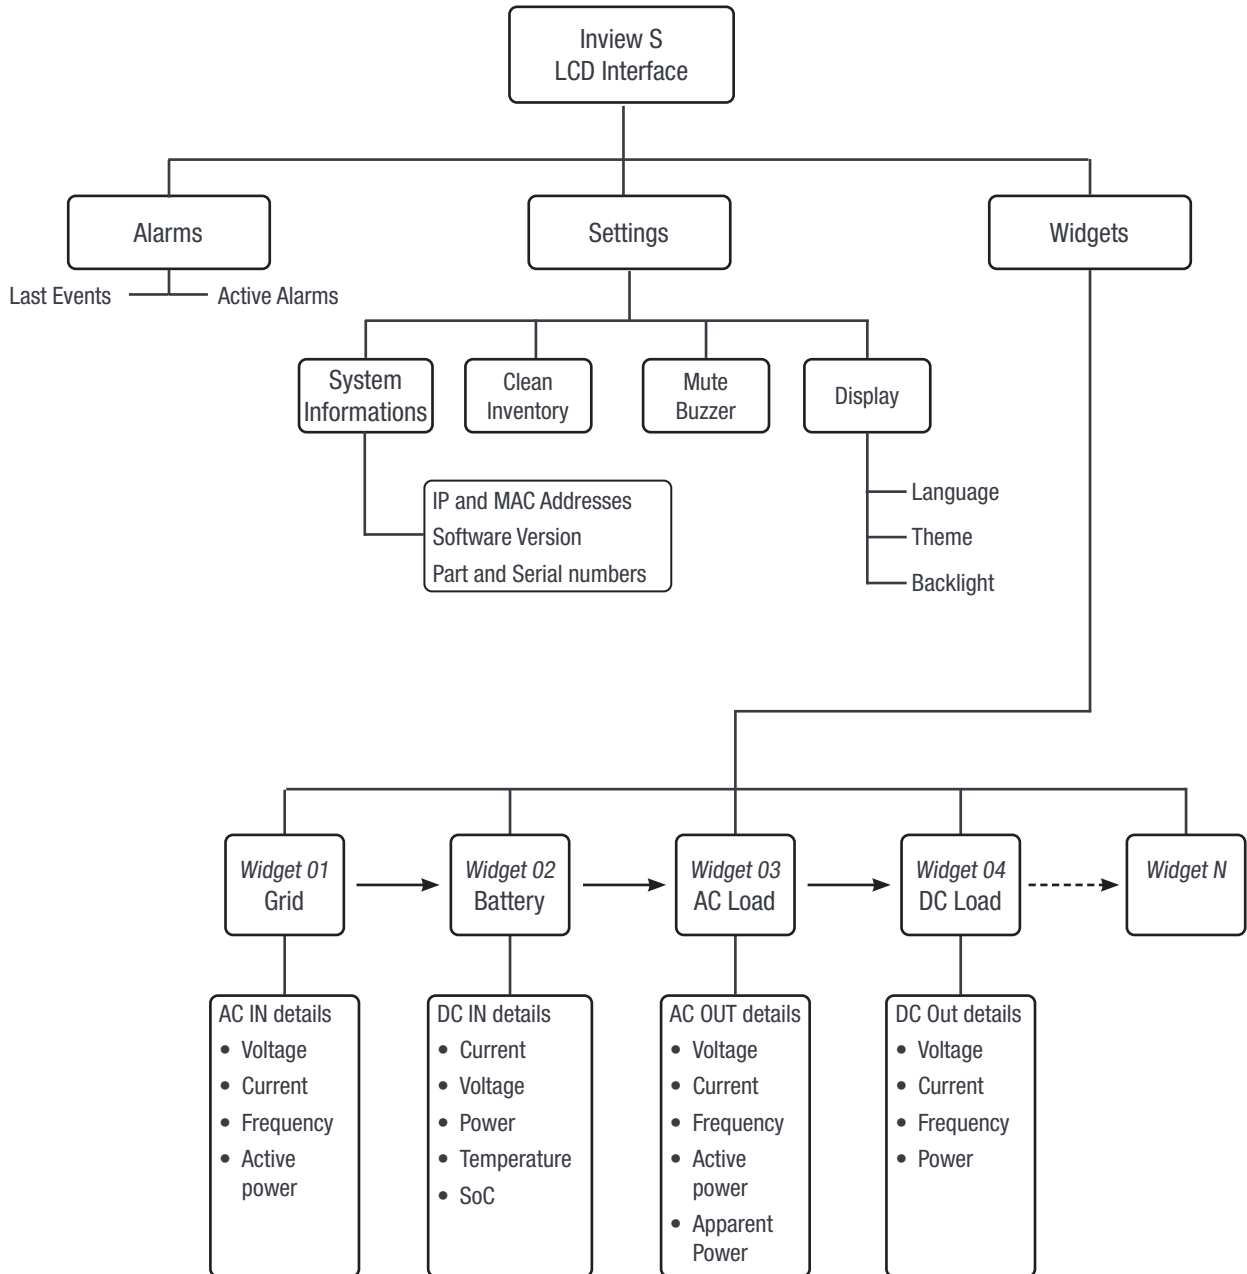 Inview S
LCD Interface
Alarms
Settings
Widgets
Last Events
Active Alarms
System
Informations
Clean
Inventory
Mute
Buzzer
Display
IP and MAC Addresses
Software Version
Part and Serial numbers
Language
Theme
Backlight
Widget 01
Grid
Widget 02
Battery
Widget 03
AC Load
Widget 04
DC Load
Widget N
AC IN details
• Voltage
• Current
• Frequency
• Active
power
DC IN details
• Current
• Voltage
• Power
• Temperature
• SoC
AC OUT details
• Voltage
• Current
• Frequency
• Active
power
• Apparent
Power
DC Out details
• Voltage
• Current
• Frequency
• Power